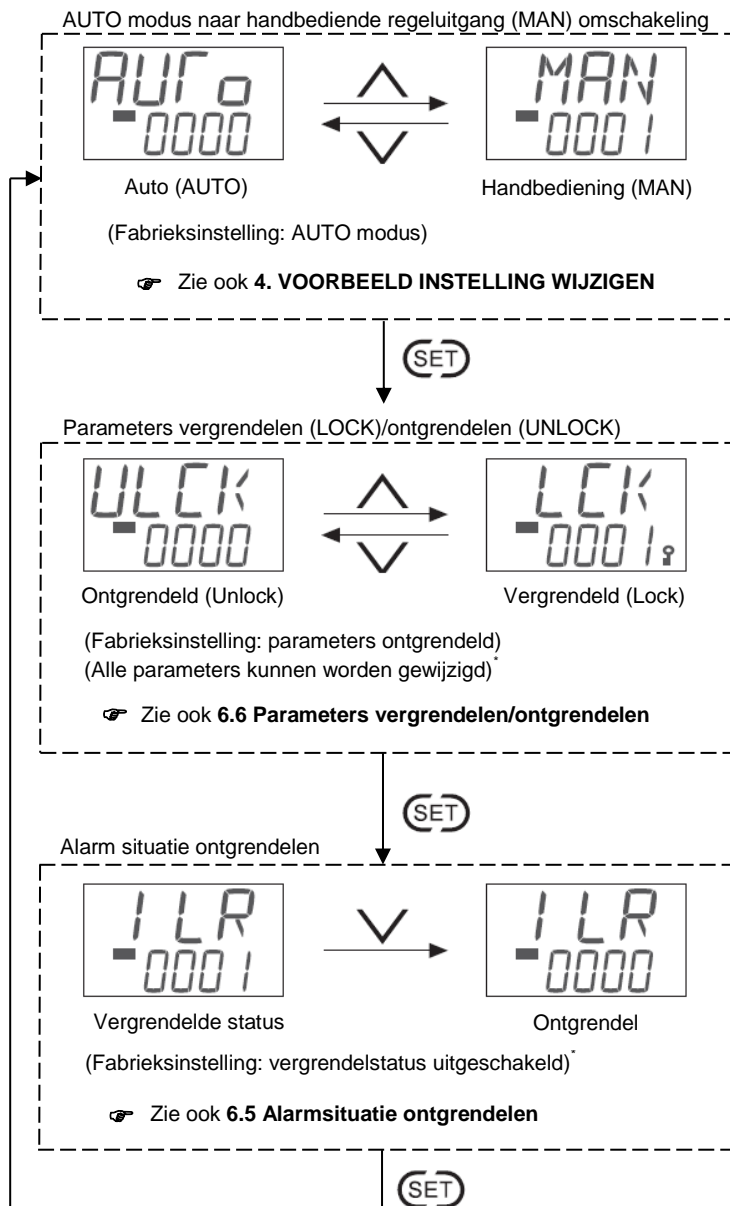 AUTO modus naar handbediende regeluitgang (MAN) omschakeling
AUTo MAN
0000 0001
Auto (AUTO) Handbediening (MAN)
(Fabrieksinstelling: AUTO modus)
☞ Zie ook 4. VOORBEELD INSTELLING WIJZIGEN
SET
Parameters vergrendelen (LOCK)/ontgrendelen (UNLOCK)
ULCK LCK
0000 0001
Ontgrendeld (Unlock) Vergrendeld (Lock)
(Fabrieksinstelling: parameters ontgrendeld)
(Alle parameters kunnen worden gewijzigd)*
☞ Zie ook 6.6 Parameters vergrendelen/ontgrendelen
SET
Alarm situatie ontgrendelen
ILR ILR
0001 0000
Vergrendelde status Ontgrendel
(Fabrieksinstelling: vergrendelstatus uitgeschakeld)*
☞ Zie ook 6.5 Alarmsituatie ontgrendelen
SET